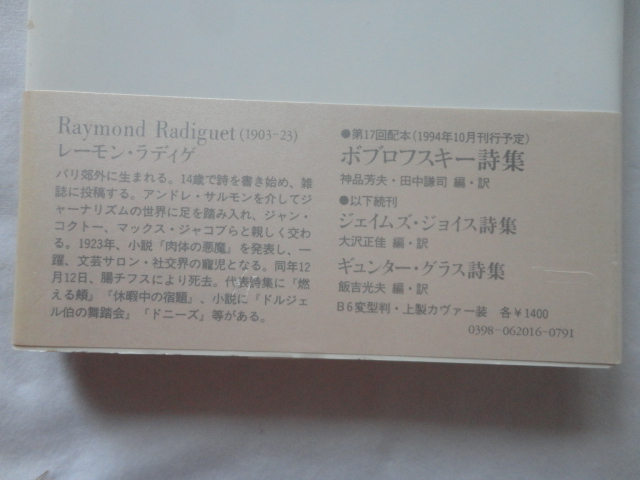 Raymond Radiguet (1903-23)
レーモン・ラディゲ
パリ郊外に生まれる。14歳で詩を書き始め、雑
誌に投稿する。アンドレ・サルモンを介してジ
ャーナリズムの世界に足を踏み入れ、ジャン・
コクトー、マックス・ジャコブらと親しく交わ
る。1923年、小説『肉体の悪魔』を発表し、一
躍、文芸サロン・社交界の寵児となる。同年12
月12日、腸チフスにより死去。代表詩集に『燃
える頰』『休暇中の宿題』、小説に『ドルジェ
ル伯の舞踏会』『ドニーズ』等がある。
●第17回配本(1994年10月刊行予定)
ボブロフスキー詩集
神品芳夫・田中謙司 編・訳
●以下続刊
ジェイムズ・ジョイス詩集
大沢正佳 編・訳
ギュンター・グラス詩集
飯吉光夫 編・訳
B6変型判・上製カヴァー装 各￥1400
0398-062016-0791